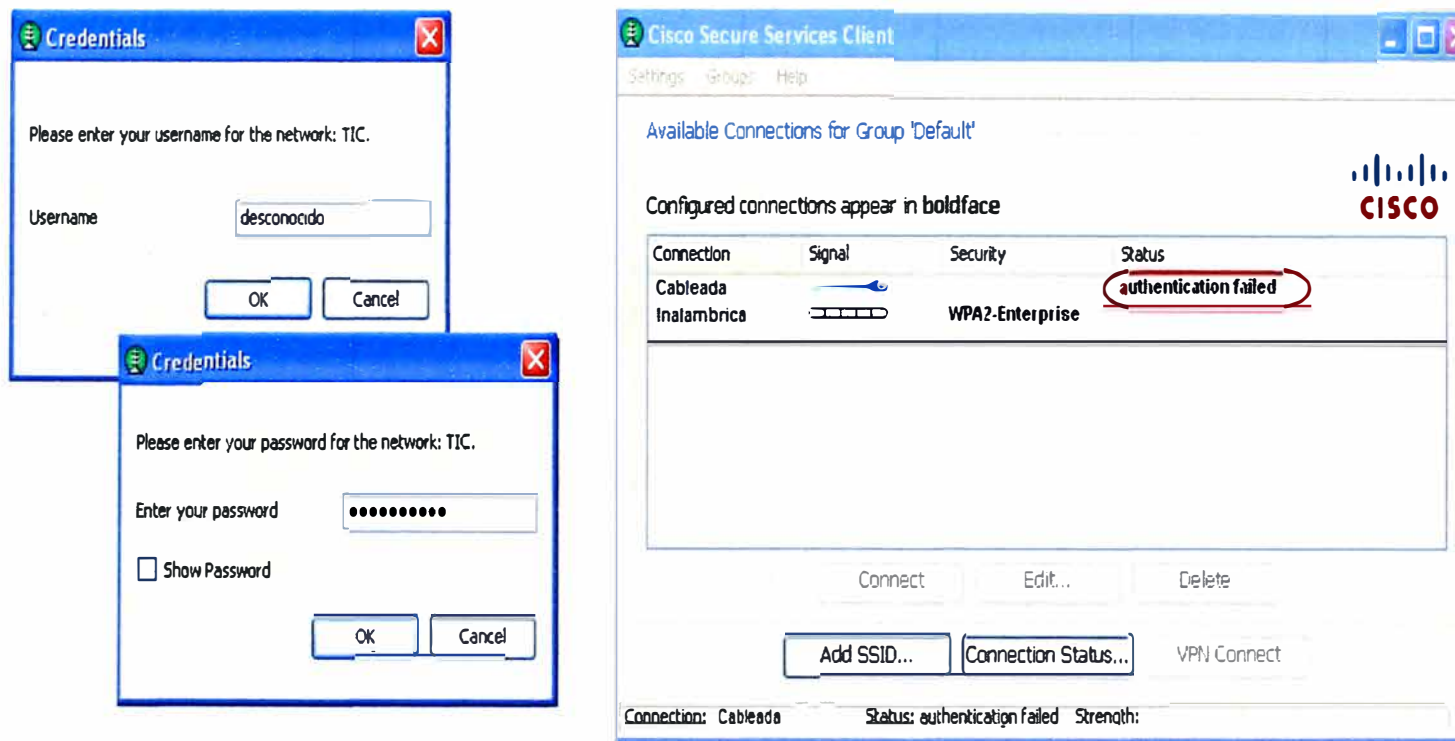 Credentials
Please enter your username for the network: TIC.
Username desconocido
OK Cancel
Credentials
Please enter your password for the network: TIC.
Enter your password ●●●●●●●●●●
Show Password
OK Cancel
Cisco Secure Services Client
Settings Groups Help
Available Connections for Group 'Default'
CISCO
Configured connections appear in boldface
Connection Signal Security Status
Cableada authentication failed
Inalambrica WPA2-Enterprise
Connect Edit... Delete
Add SSID... Connection Status... VPN Connect
Connection: Cableada Status: authentication failed Strength: